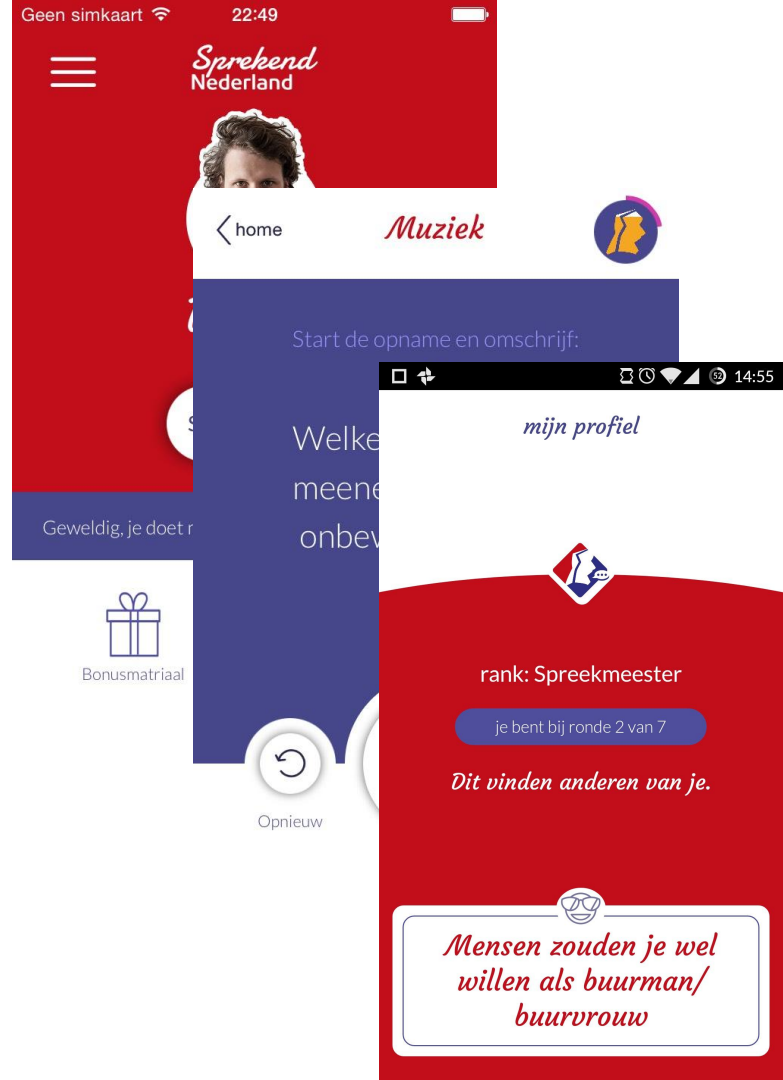 Geen simkaart
22:49
Sprekend
Nederland
home
Muziek
Start de opname en omschrijf:
Welke
Geweldig, je doet
Bonusmatriaal
Opnieuw
52
14:55
mijn profiel
rank: Spreekmeester
je bent bij ronde 2 van 7
Dit vinden anderen van je.
Mensen zouden je wel
willen als buurman/
buurvrouw